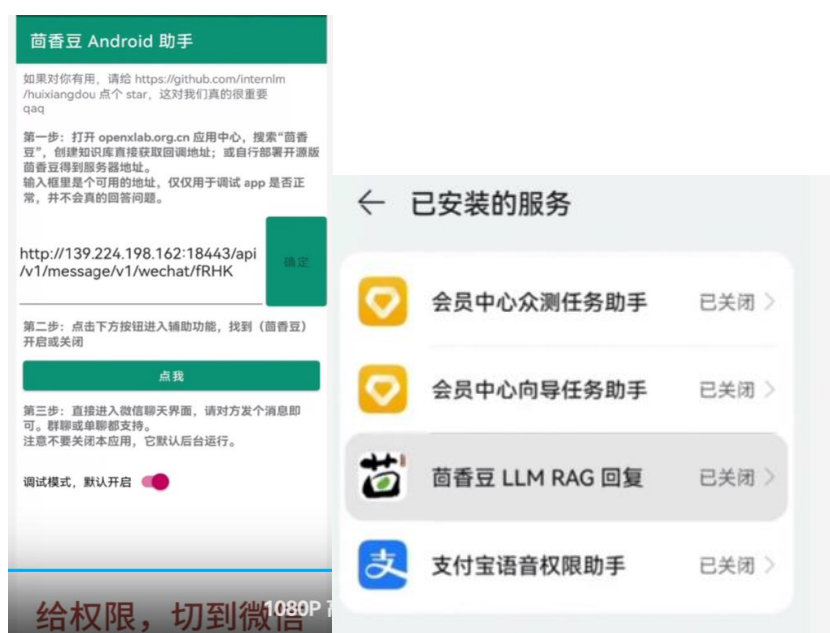 茴香豆 Android 助手
如果对你有用，请给 https://github.com/internlm
/huixiangdou 点个 star，这对我们真的很重要
qaq
第一步：打开 openxlab.org.cn 应用中心，搜索“茴香
豆”，创建知识库直接获取回调地址；或自行部署开源版
茴香豆得到服务器地址。
输入框里是个可用的地址，仅仅用于调试 app 是否正
常，并不会真的回答问题。
http://139.224.198.162:18443/api
/v1/message/v1/wechat/fRHK
确定
第二步：点击下方按钮进入辅助功能，找到（茴香豆）
开启或关闭
点我
第三步：直接进入微信聊天界面，请对方发个消息即
可。群聊或单聊都支持。
注意不要关闭本应用，它默认后台运行。
调试模式，默认开启
给权限，切到微信
1080P
已安装的服务
会员中心众测任务助手 已关闭
会员中心向导任务助手 已关闭
茴
茴香豆 LLM RAG 回复 已关闭
支
支付宝语音权限助手 已关闭